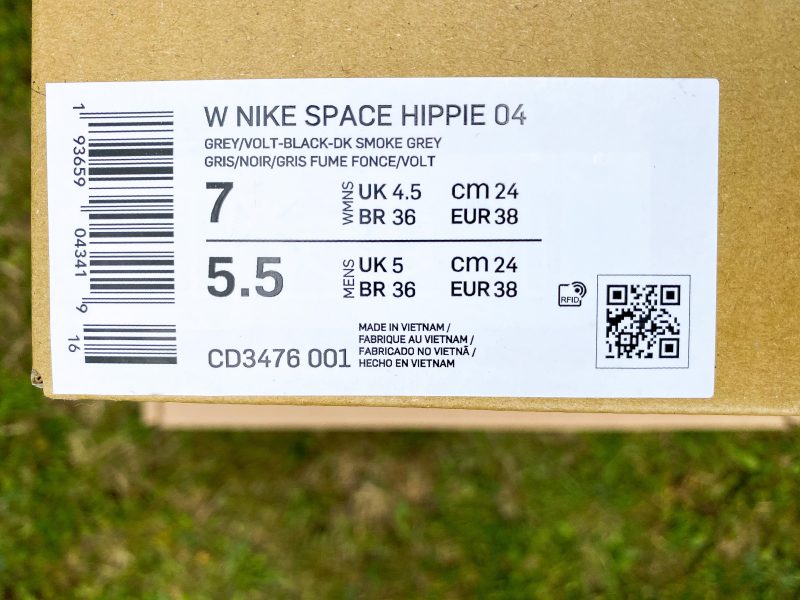 W NIKE SPACE HIPPIE 04
GREY/VOLT-BLACK-DK SMOKE GREY
GRIS/NOIR/GRIS FUME FONCE/VOLT
7 WMNS UK 4.5 cm 24
BR 36 EUR 38
5.5 MENS UK 5 cm 24
BR 36 EUR 38
RFID
CD3476 001
MADE IN VIETNAM /
FABRIQUE AU VIETNAM /
FABRICADO NO VIETNÃ /
HECHO EN VIETNAM
1 93659 04341 9
16